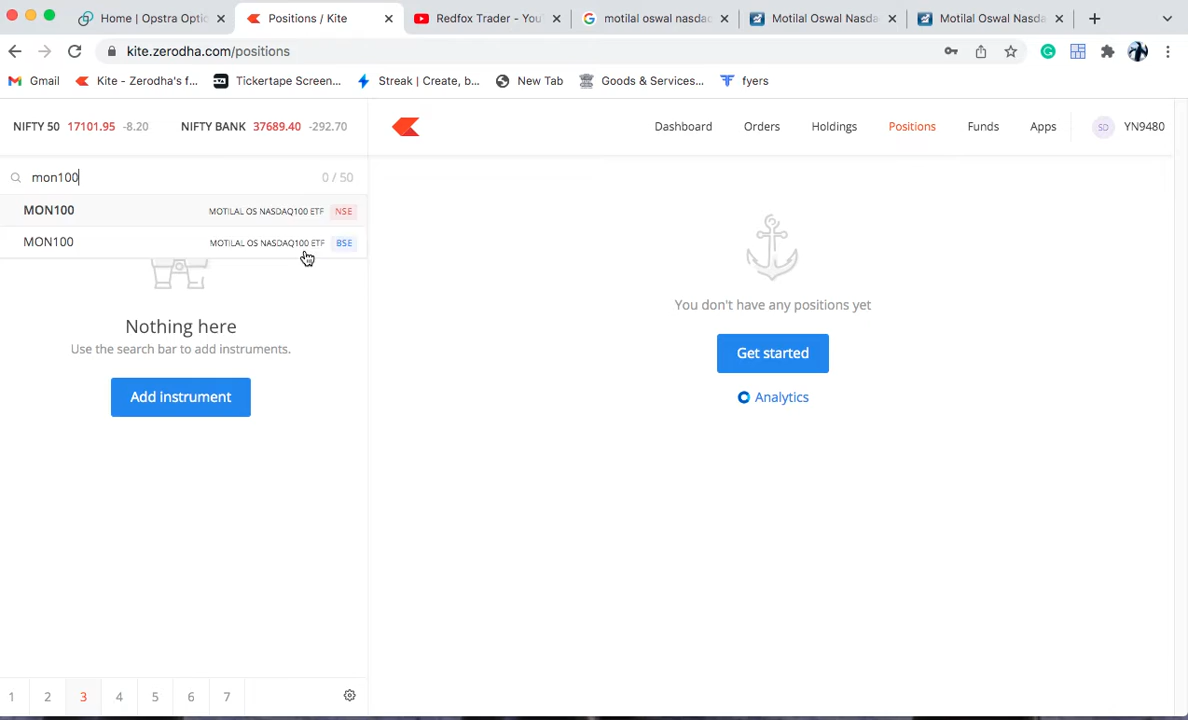 Home | Opstra Optic
Positions / Kite
Redfox Trader - You
motilal oswal nasdac
Motilal Oswal Nasda
Motilal Oswal Nasda
kite.zerodha.com/positions
Gmail
Kite - Zerodha's f...
Tickertape Screen...
Streak | Create, b...
New Tab
Goods & Services...
fyers
NIFTY 50 17101.95 -8.20
NIFTY BANK 37689.40 -292.70
Dashboard
Orders
Holdings
Positions
Funds
Apps
SD
YN9480
mon100
0 / 50
MON100 MOTILAL OS NASDAQ100 ETF NSE
MON100 MOTILAL OS NASDAQ100 ETF BSE
Nothing here
Use the search bar to add instruments.
Add instrument
You don't have any positions yet
Get started
Analytics
1 2 3 4 5 6 7